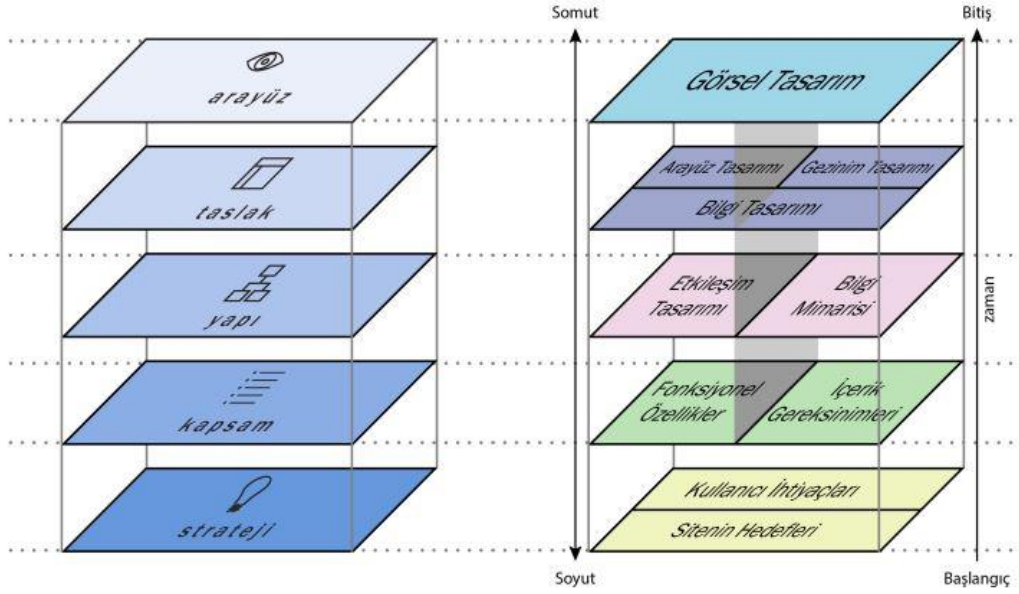 Somut
Bitiş
arayüz
Görsel Tasarım
taslak
Arayüz Tasarımı
Gezinim Tasarımı
Bilgi Tasarımı
yapı
Etkileşim
Tasarımı
Bilgi
Mimarisi
zaman
kapsam
Fonksiyonel
Özellikler
İçerik
Gereksinimleri
strateji
Kullanıcı İhtiyaçları
Sitenin Hedefleri
Soyut
Başlangıç